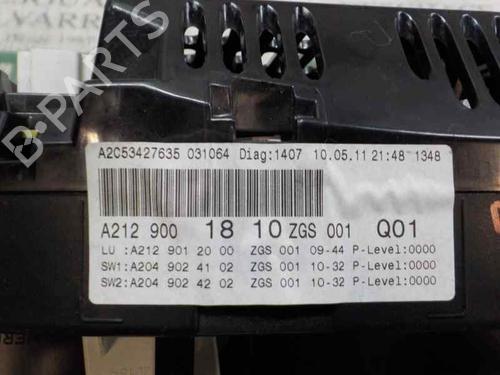 VARR
B-Parts
A2C53427635 031064 Diag:1407 10.05.11 21:48 1348
A212 900 18 10 ZGS 001 Q01
LU :A212 901 20 00 ZGS 001 09-44 P-Level:0000
SW1:A204 902 41 02 ZGS 001 10-32 P-Level:0000
SW2:A204 902 42 02 ZGS 001 10-32 P-Level:0000